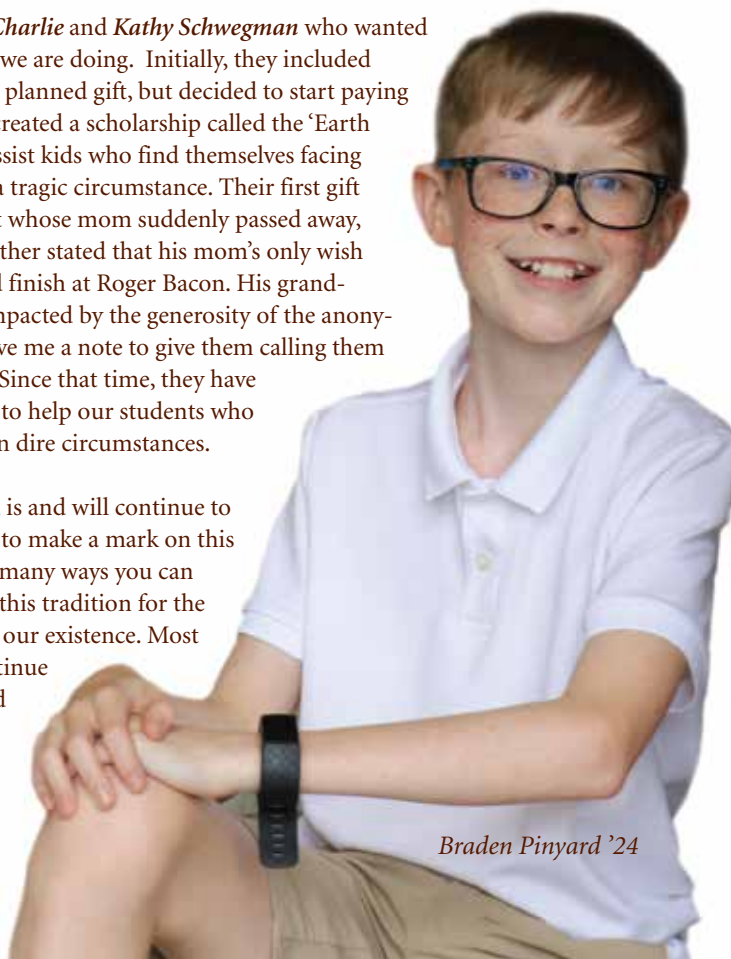 Charlie and Kathy Schwegman who wanted
we are doing.  Initially, they included
planned gift, but decided to start paying
created a scholarship called the ‘Earth
ssist kids who find themselves facing
a tragic circumstance. Their first gift
whose mom suddenly passed away,
ther stated that his mom’s only wish
finish at Roger Bacon. His grand-
mpacted by the generosity of the anony-
ve me a note to give them calling them
Since that time, they have
to help our students who
n dire circumstances.
is and will continue to
to make a mark on this
many ways you can
this tradition for the
our existence. Most
tinue
d
Braden Pinyard ’24